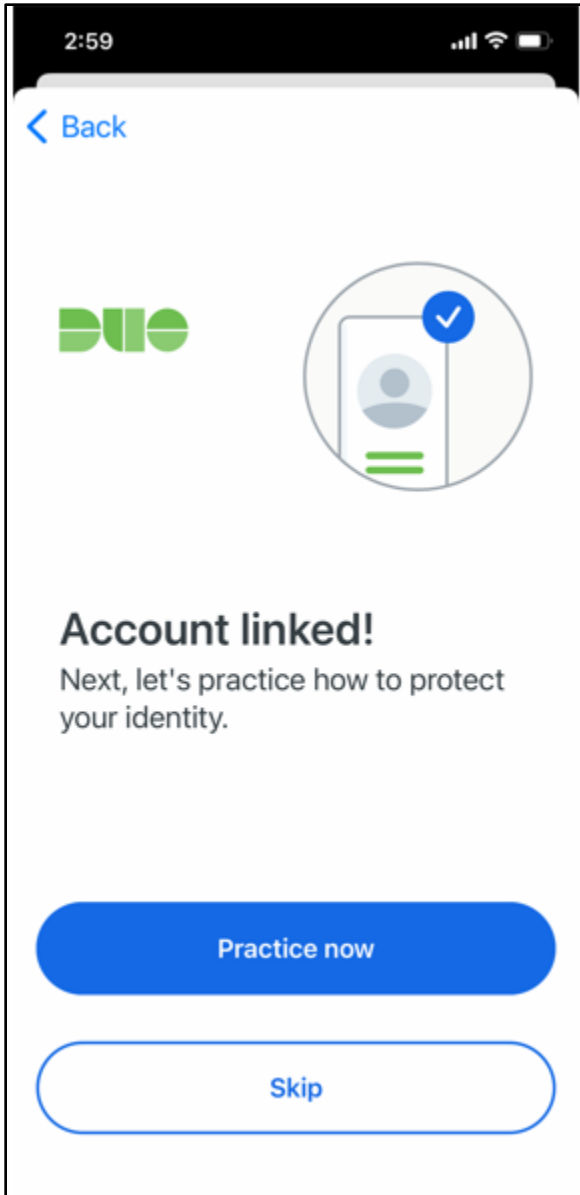 2:59
Back
DUO
Account linked!
Next, let's practice how to protect
your identity.
Practice now
Skip